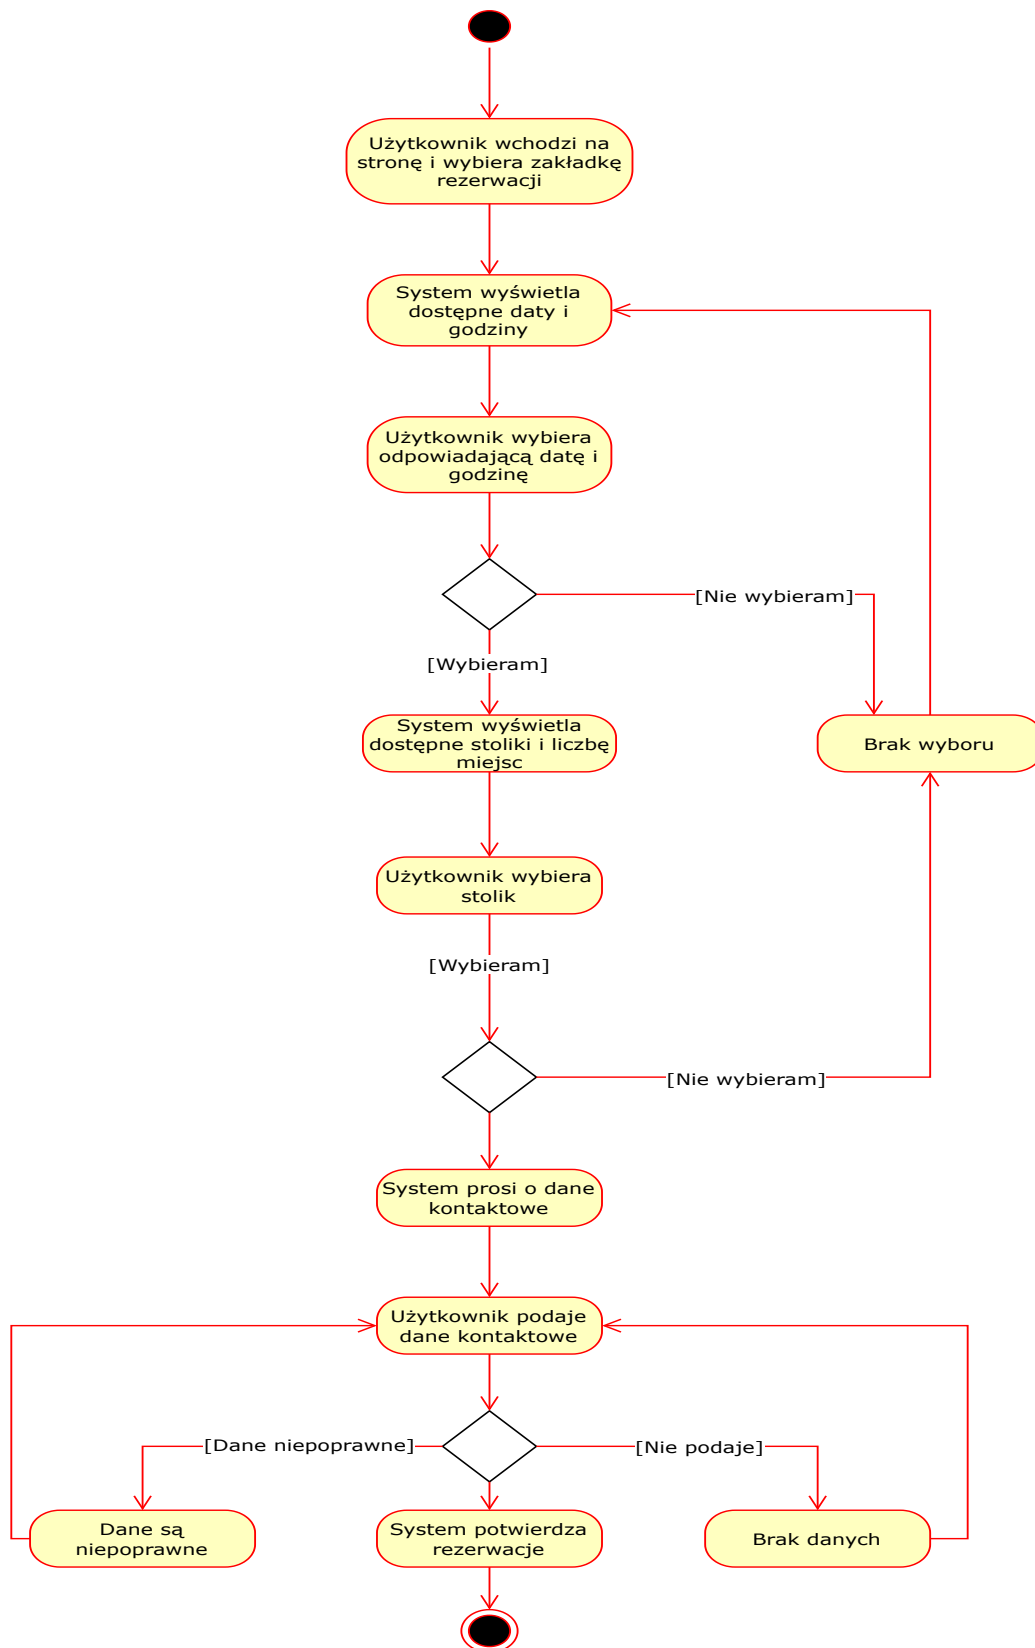 Użytkownik wchodzi na
stronę i wybiera zakładkę
rezerwacji
System wyświetla
dostępne daty i
godziny
Użytkownik wybiera
odpowiadającą datę i
godzinę
[Nie wybieram]
[Wybieram]
System wyświetla
dostępne stoliki i liczbę
miejsc
Brak wyboru
Użytkownik wybiera
stolik
[Wybieram]
[Nie wybieram]
System prosi o dane
kontaktowe
Użytkownik podaje
dane kontaktowe
[Dane niepoprawne]
[Nie podaje]
Dane są
niepoprawne
System potwierdza
rezerwacje
Brak danych